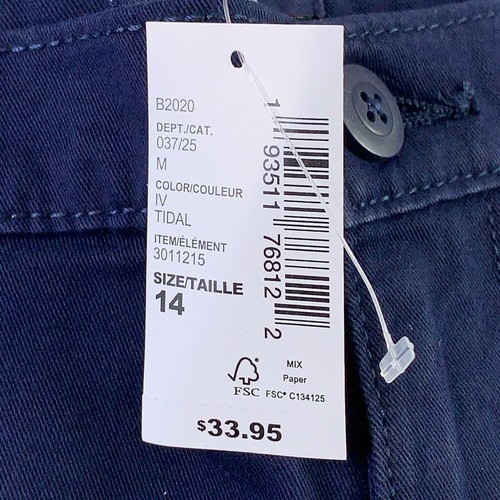 B2020
DEPT./CAT.
037/25
M
COLOR/COULEUR
IV
TIDAL
ITEM/ÉLÉMENT
3011215
SIZE/TAILLE
14
1 93511 76812 2
FSC
MIX
Paper
FSC® C134125
$33.95